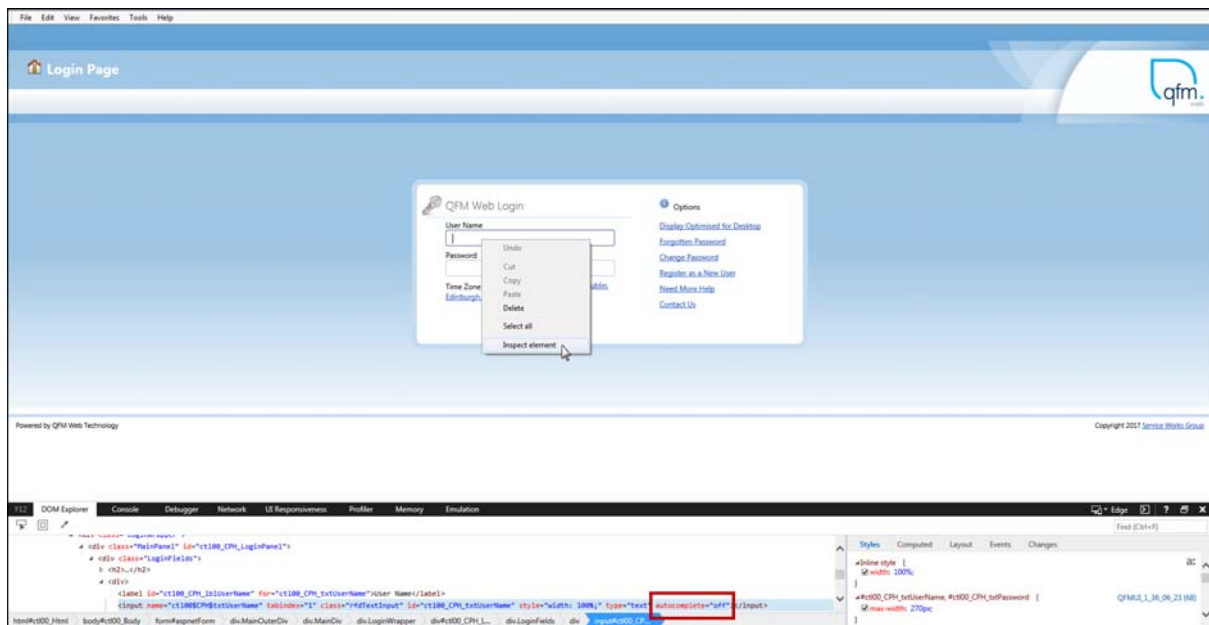 File Edit View Favorites Tools Help
Login Page
qfm.
web
QFM Web Login
User Name
Password
Time Zone
Edinburgh,
Undo
Cut
Copy
Paste
Delete
Select all
Inspect element
Options
Display Optimised for Desktop
Forgotten Password
Change Password
Register as a New User
Need More Help
Contact Us
Powered by QFM Web Technology
Copyright 2017 Service Works Group
F12 DOM Explorer Console Debugger Network UI Responsiveness Profiler Memory Emulation Edge ? X
Find (Ctrl+F)
<div class="MainPanel" id="ctl00_CPH_LoginPanel">
<div class="LoginFields">
<h2>…</h2>
<div>
<label id="ctl00_CPH_lblUserName" for="ctl00_CPH_txtUserName">User Name</label>
<input name="ctl00$CPH$txtUserName" tabindex="1" class="rfdTextInput" id="ctl00_CPH_txtUserName" style="width: 100%;" type="text" autocomplete="off"></input>
html#ctl00_Html body#ctl00_Body form#aspnetForm div.MainOuterDiv div.MainDiv div.LoginWrapper div#ctl00_CPH_L... div.LoginFields div input#ctl00_CP...
Styles Computed Layout Events Changes
Inline style {
width: 100%;
}
#ctl00_CPH_txtUserName, #ctl00_CPH_txtPassword {
QFMUI_1_36_06_23 (68)
max-width: 270px;
}